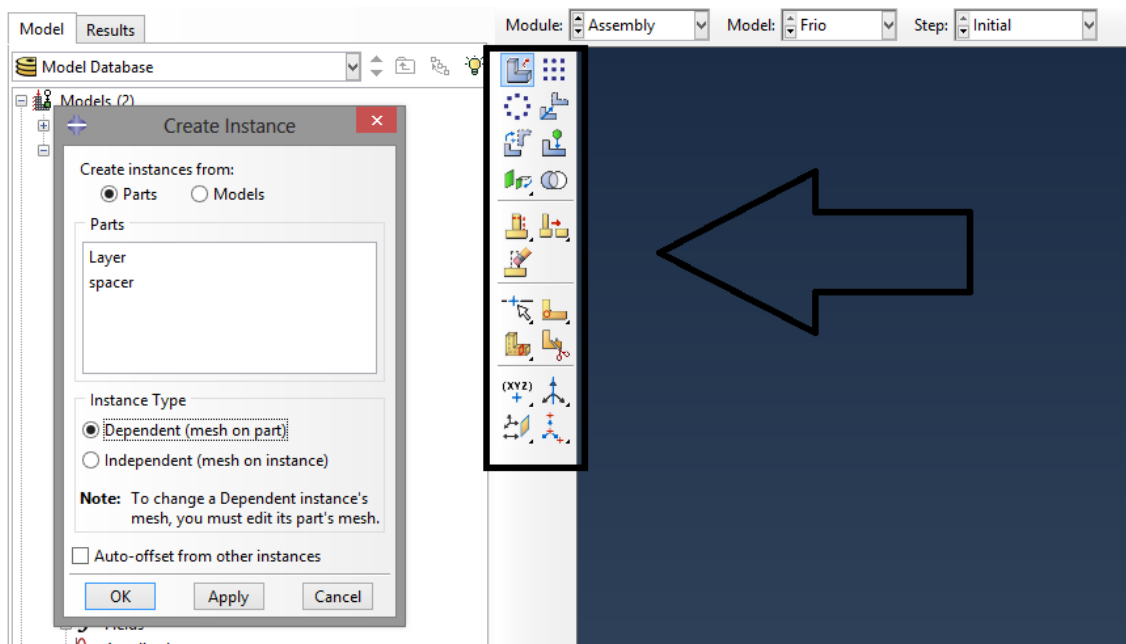 Model Results
Module: Assembly Model: Frio Step: Initial
Model Database
Models (2)
Create Instance
Create instances from:
Parts Models
Parts
Layer
spacer
Instance Type
Dependent (mesh on part)
Independent (mesh on instance)
Note: To change a Dependent instance's
mesh, you must edit its part's mesh.
Auto-offset from other instances
OK Apply Cancel
(XYZ)